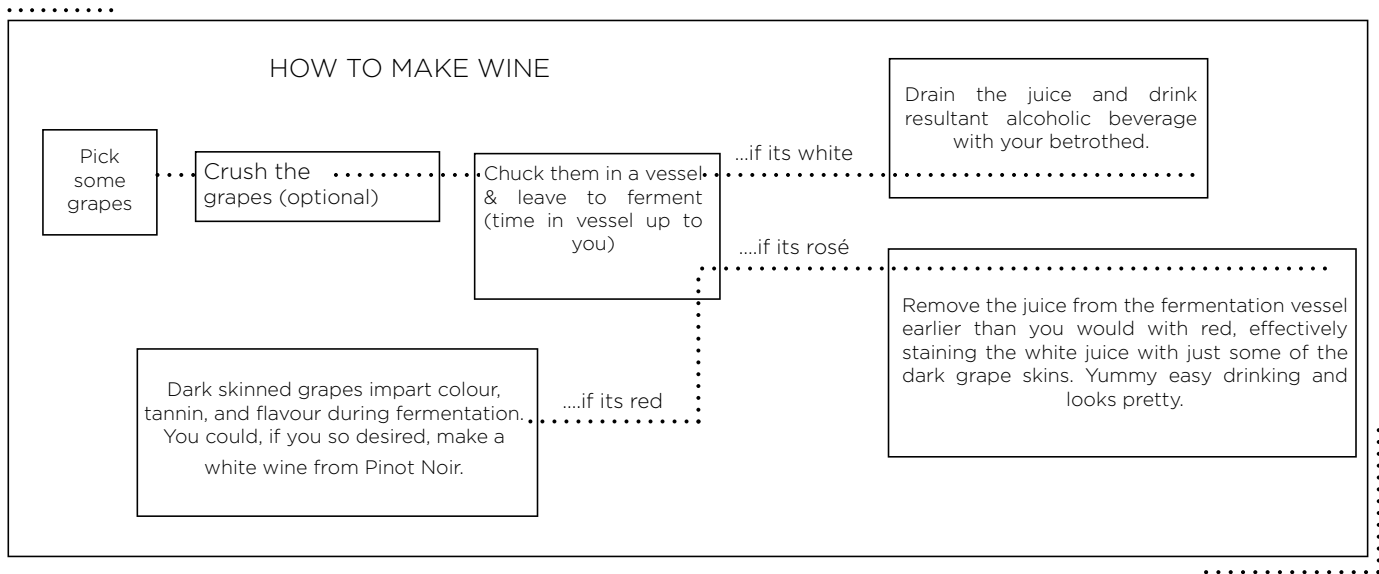 HOW TO MAKE WINE
Pick
some
grapes
Crush the
grapes (optional)
Chuck them in a vessel
& leave to ferment
(time in vessel up to
you)
...if its white
Drain the juice and drink
resultant alcoholic beverage
with your betrothed.
....if its rosé
Remove the juice from the fermentation vessel
earlier than you would with red, effectively
staining the white juice with just some of the
dark grape skins. Yummy easy drinking and
looks pretty.
....if its red
Dark skinned grapes impart colour,
tannin, and flavour during fermentation.
You could, if you so desired, make a
white wine from Pinot Noir.